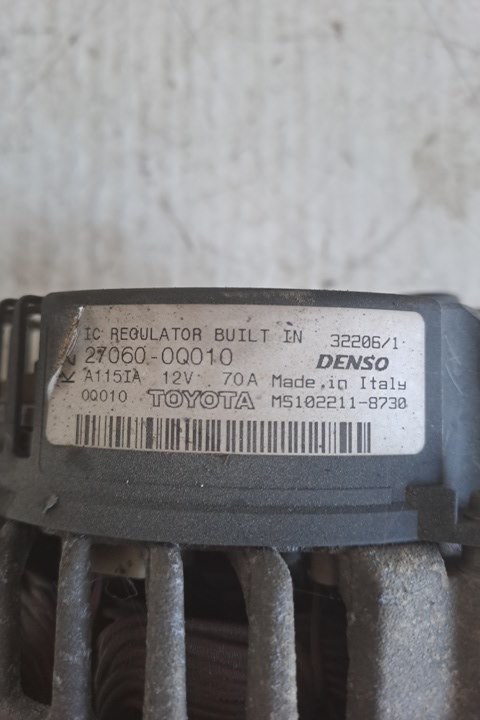 IC REGULATOR BUILT IN 32206/1
27060-0Q010 DENSO
A115IA 12V 70A Made in Italy
0Q010 TOYOTA MS102211-8730